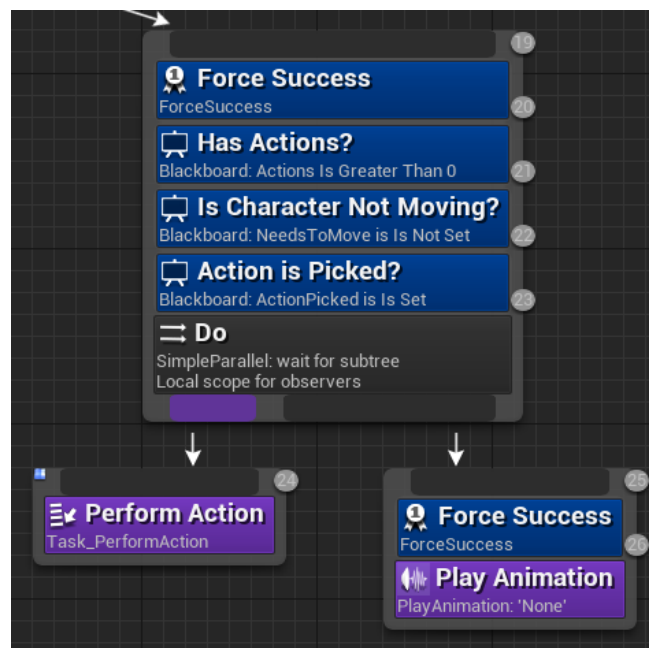 19
Force Success
ForceSuccess
20
Has Actions?
Blackboard: Actions Is Greater Than 0
21
Is Character Not Moving?
Blackboard: NeedsToMove is Is Not Set
22
Action is Picked?
Blackboard: ActionPicked is Is Set
23
Do
SimpleParallel: wait for subtree
Local scope for observers
24
Perform Action
Task_PerformAction
25
Force Success
ForceSuccess
26
Play Animation
PlayAnimation: 'None'